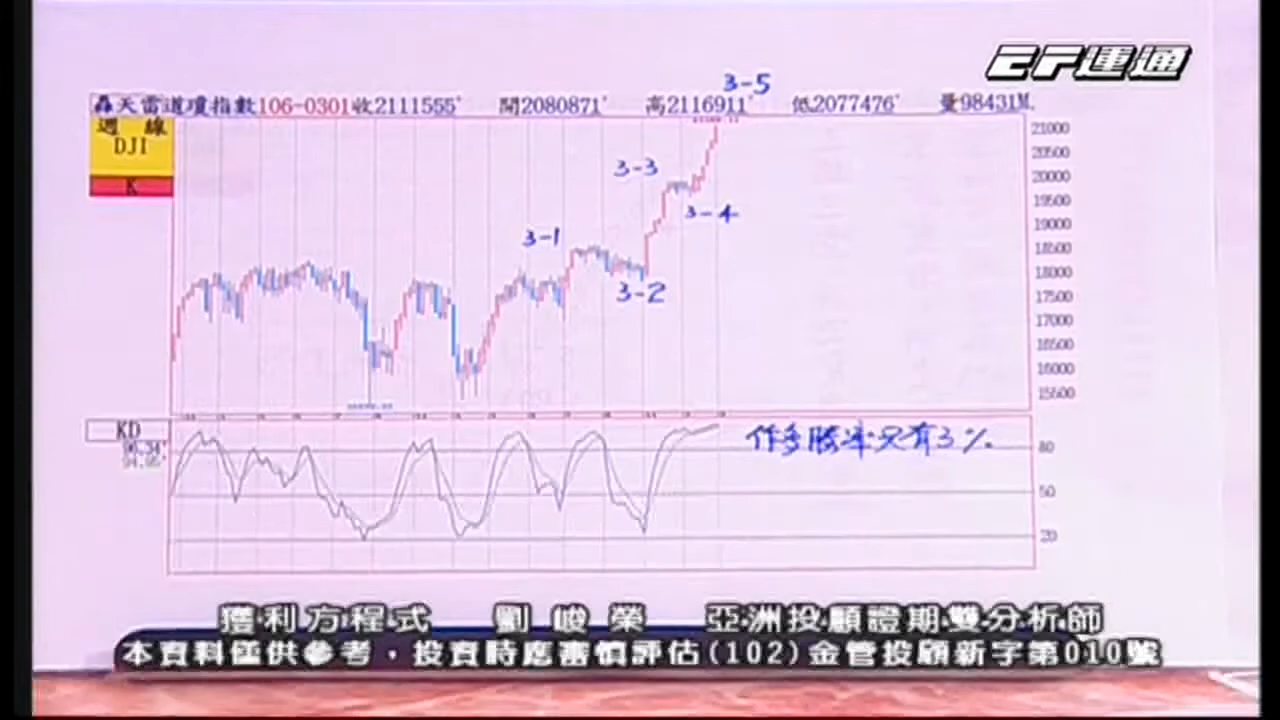 EF運通
3-5
天雷道瓊指數106-0301收2111555' 開2080871' 高2116911' 低2077476' 量98431M.
週 線
DJI
K
21000
20500
20000
19500
19000
18500
18000
17500
17000
16500
16000
15500
3-3
3-4
3-1
3-2
KD
作多勝率只有3%
80
50
20
獲利方程式 劉峻榮 亞洲投顧證期雙分析師
本資料僅供參考,投資時應審慎評估(102)金管投顧新字第010號